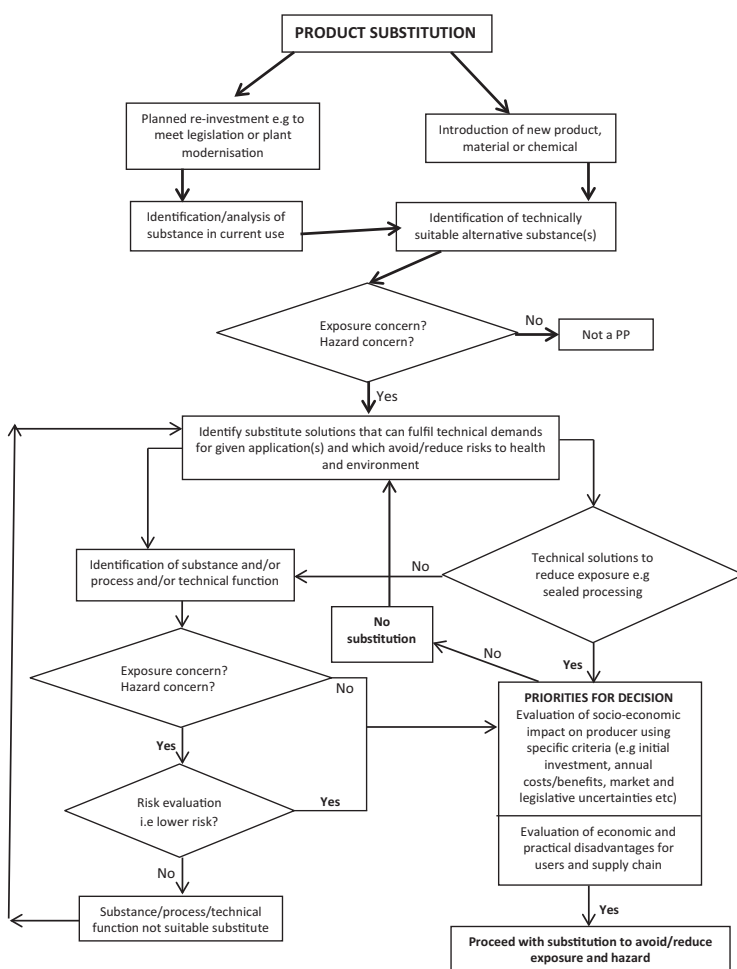 PRODUCT SUBSTITUTION
Planned re-investment e.g to
meet legislation or plant
modernisation
Introduction of new product,
material or chemical
Identification/analysis of
substance in current use
Identification of technically
suitable alternative substance(s)
Exposure concern?
Hazard concern?
No
Not a PP
Yes
Identify substitute solutions that can fulfil technical demands
for given application(s) and which avoid/reduce risks to health
and environment
Identification of substance and/or
process and/or technical function
No
Technical solutions to
reduce exposure e.g
sealed processing
No
substitution
No
Yes
Exposure concern?
Hazard concern?
No
Yes
PRIORITIES FOR DECISION
Evaluation of socio-economic
impact on producer using
specific criteria (e.g initial
investment, annual
costs/benefits, market and
legislative uncertainties etc)
Risk evaluation
i.e lower risk?
Yes
Evaluation of economic and
practical disadvantages for
users and supply chain
No
Substance/process/technical
function not suitable substitute
Yes
Proceed with substitution to avoid/reduce
exposure and hazard